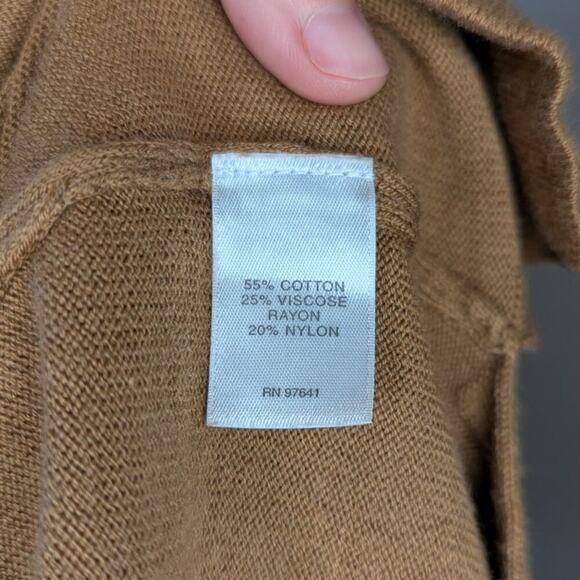 55% COTTON
25% VISCOSE
RAYON
20% NYLON
RN 97641